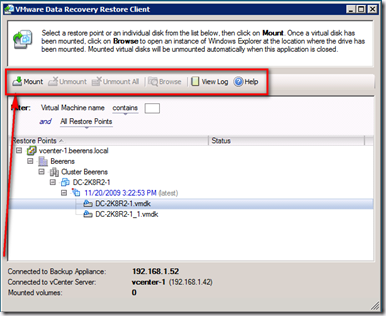 VMware Data Recovery Restore Client
Select a restore point or an individual disk from the list below, then click on Mount. Once a virtual disk has
been mounted, click on Browse to open an instance of Windows Explorer at the location where the drive has
been mounted. Mounted virtual disks will be unmounted automatically when this application is closed.
Mount Unmount Unmount All Browse View Log Help
Filter: Virtual Machine name contains
and All Restore Points
Restore Points Status
vcenter-1.beerens.local
Beerens
Cluster Beerens
DC-2K8R2-1
11/20/2009 3:22:53 PM (latest)
DC-2K8R2-1.vmdk
DC-2K8R2-1_1.vmdk
Connected to Backup Appliance: 192.168.1.52
Connected to vCenter Server: vcenter-1 (192.168.1.42)
Mounted volumes: 0